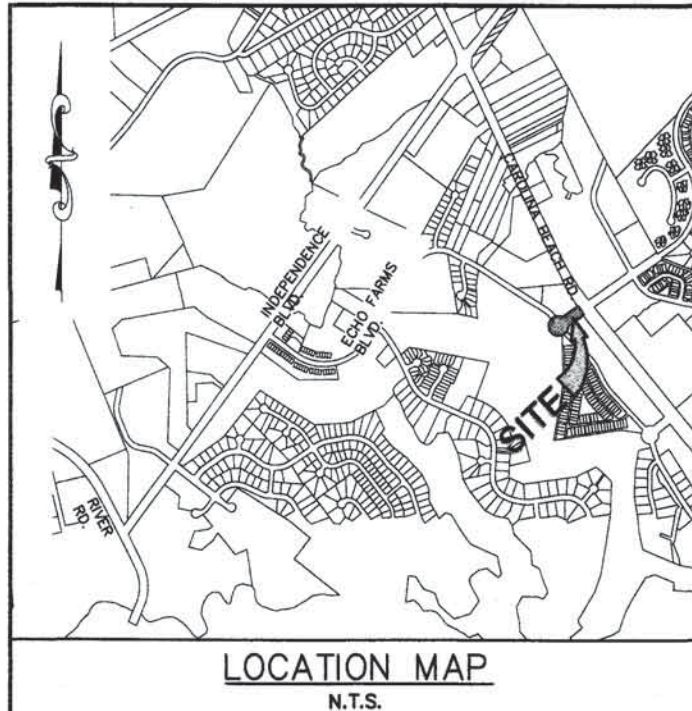 CAROLINA BEACH RD.
INDEPENDENCE
BLVD.
ECHO FARMS
BLVD.
SITE
RIVER
RD.
LOCATION MAP
N.T.S.